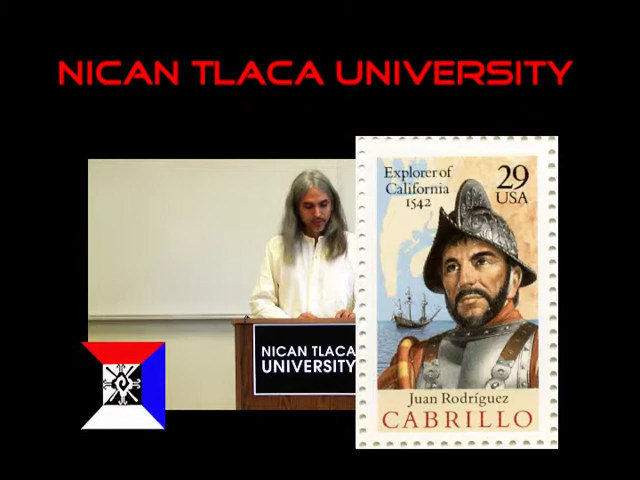 NICAN TLACA UNIVERSITY
Explorer of
California
1542
29
USA
NICAN TLACA
UNIVERSITY
Juan Rodríguez
CABRILLO